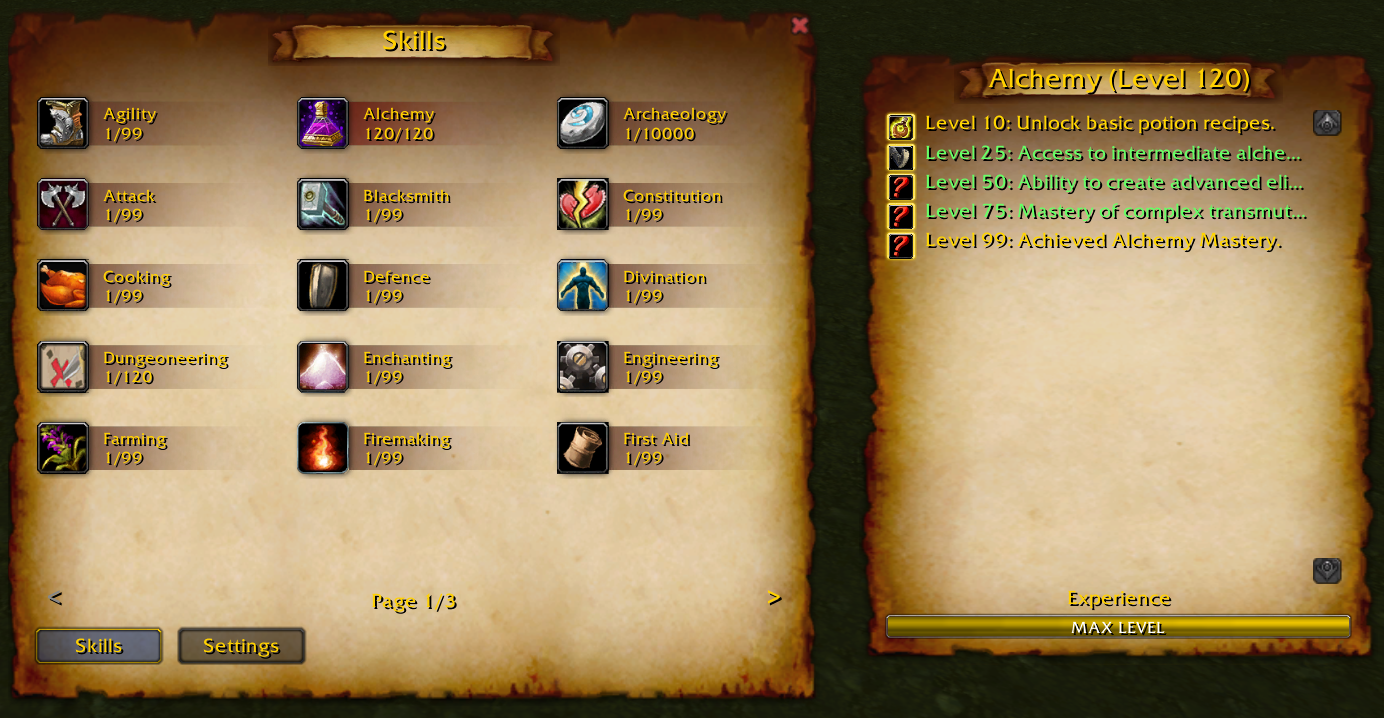 Skills
Agility
1/99
Alchemy
120/120
Archaeology
1/10000
Attack
1/99
Blacksmith
1/99
Constitution
1/99
Cooking
1/99
Defence
1/99
Divination
1/99
Dungeoneering
1/120
Enchanting
1/99
Engineering
1/99
Farming
1/99
Firemaking
1/99
First Aid
1/99
<
Page 1/3
>
Skills
Settings
Alchemy (Level 120)
Level 10: Unlock basic potion recipes.
Level 25: Access to intermediate alche...
Level 50: Ability to create advanced eli...
Level 75: Mastery of complex transmut...
Level 99: Achieved Alchemy Mastery.
Experience
MAX LEVEL